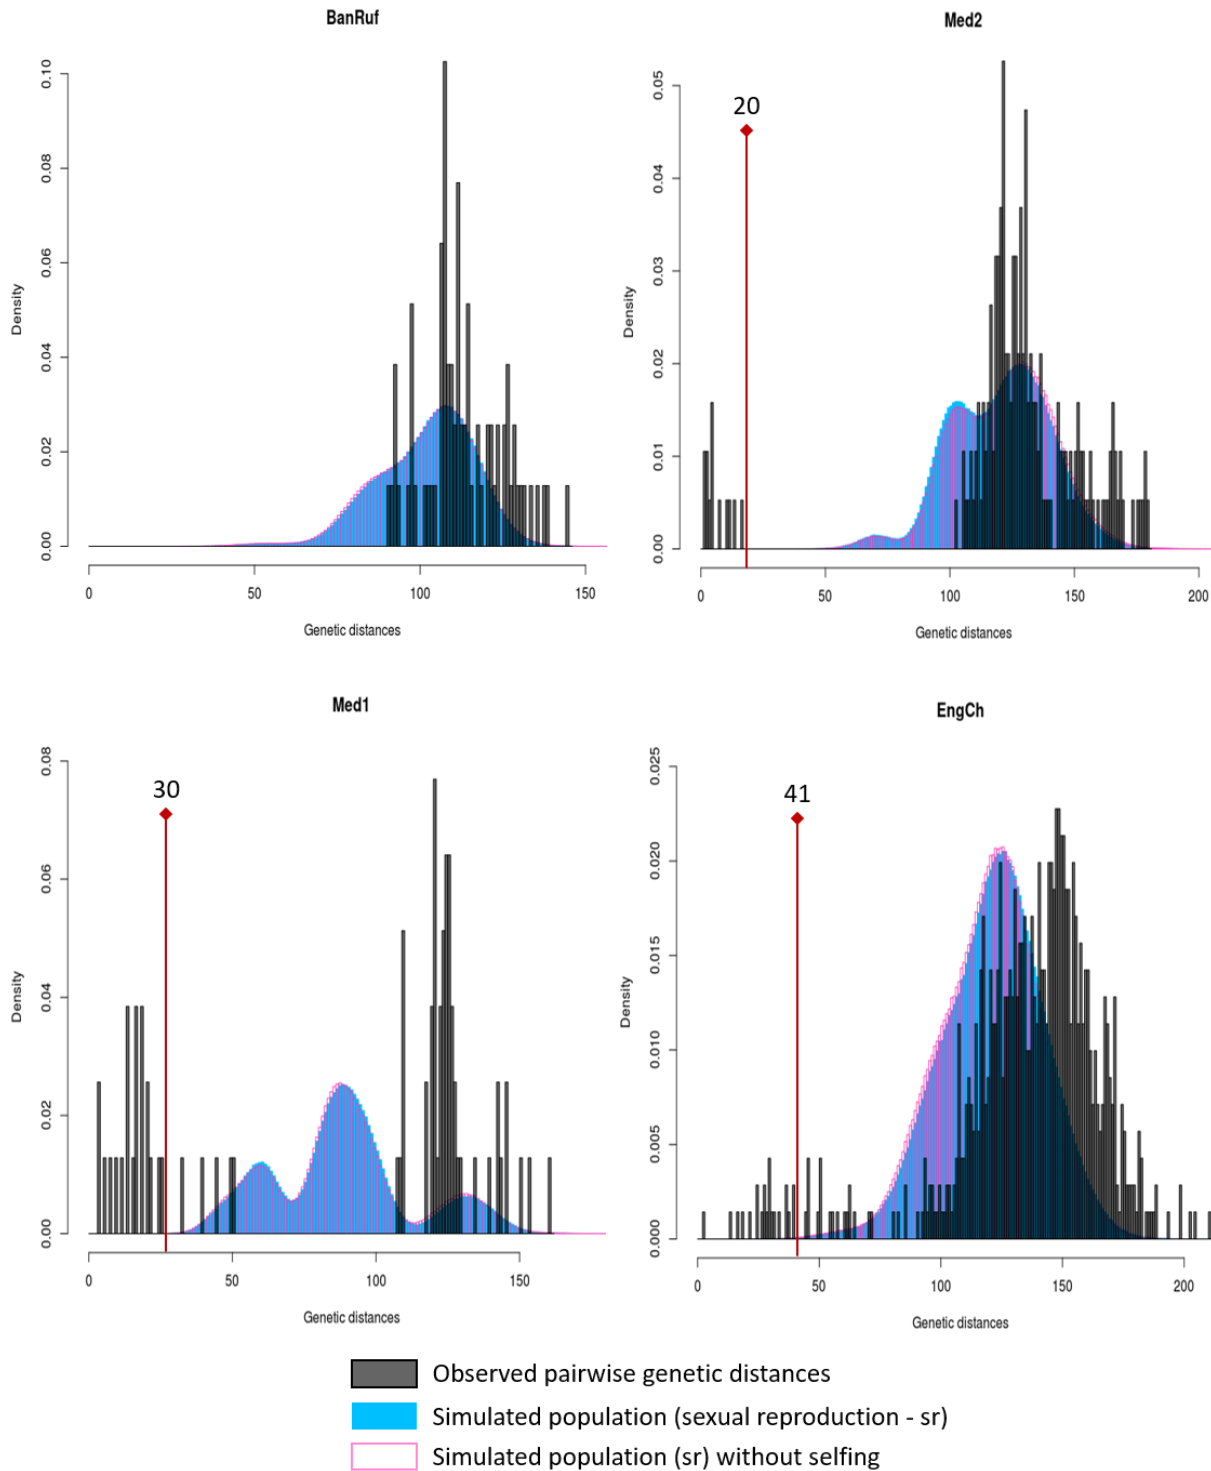 BanRuf
0.10
0.08
0.06
0.04
0.02
0.00
Density
0 50 100 150
Genetic distances
Med2
20
0.05
0.04
0.03
0.02
0.01
0.00
Density
0 50 100 150 200
Genetic distances
Med1
30
0.08
0.06
0.04
0.02
0.00
Density
0 50 100 150
Genetic distances
EngCh
41
0.025
0.020
0.015
0.010
0.005
0.000
Density
0 50 100 150 200
Genetic distances
Observed pairwise genetic distances
Simulated population (sexual reproduction - sr)
Simulated population (sr) without selfing